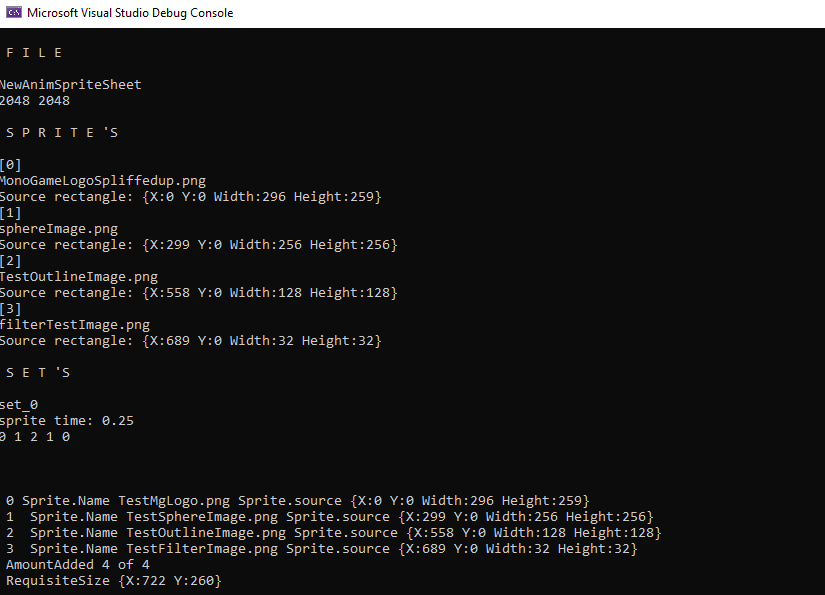 Microsoft Visual Studio Debug Console
F I L E
NewAnimSpriteSheet
2048 2048
S P R I T E 'S
[0]
MonoGameLogoSpliffedup.png
Source rectangle: {X:0 Y:0 Width:296 Height:259}
[1]
sphereImage.png
Source rectangle: {X:299 Y:0 Width:256 Height:256}
[2]
TestOutlineImage.png
Source rectangle: {X:558 Y:0 Width:128 Height:128}
[3]
filterTestImage.png
Source rectangle: {X:689 Y:0 Width:32 Height:32}
S E T 'S
set_0
sprite time: 0.25
0 1 2 1 0
0 Sprite.Name TestMgLogo.png Sprite.source {X:0 Y:0 Width:296 Height:259}
1  Sprite.Name TestSphereImage.png Sprite.source {X:299 Y:0 Width:256 Height:256}
2  Sprite.Name TestOutlineImage.png Sprite.source {X:558 Y:0 Width:128 Height:128}
3  Sprite.Name TestFilterImage.png Sprite.source {X:689 Y:0 Width:32 Height:32}
AmountAdded 4 of 4
RequisiteSize {X:722 Y:260}